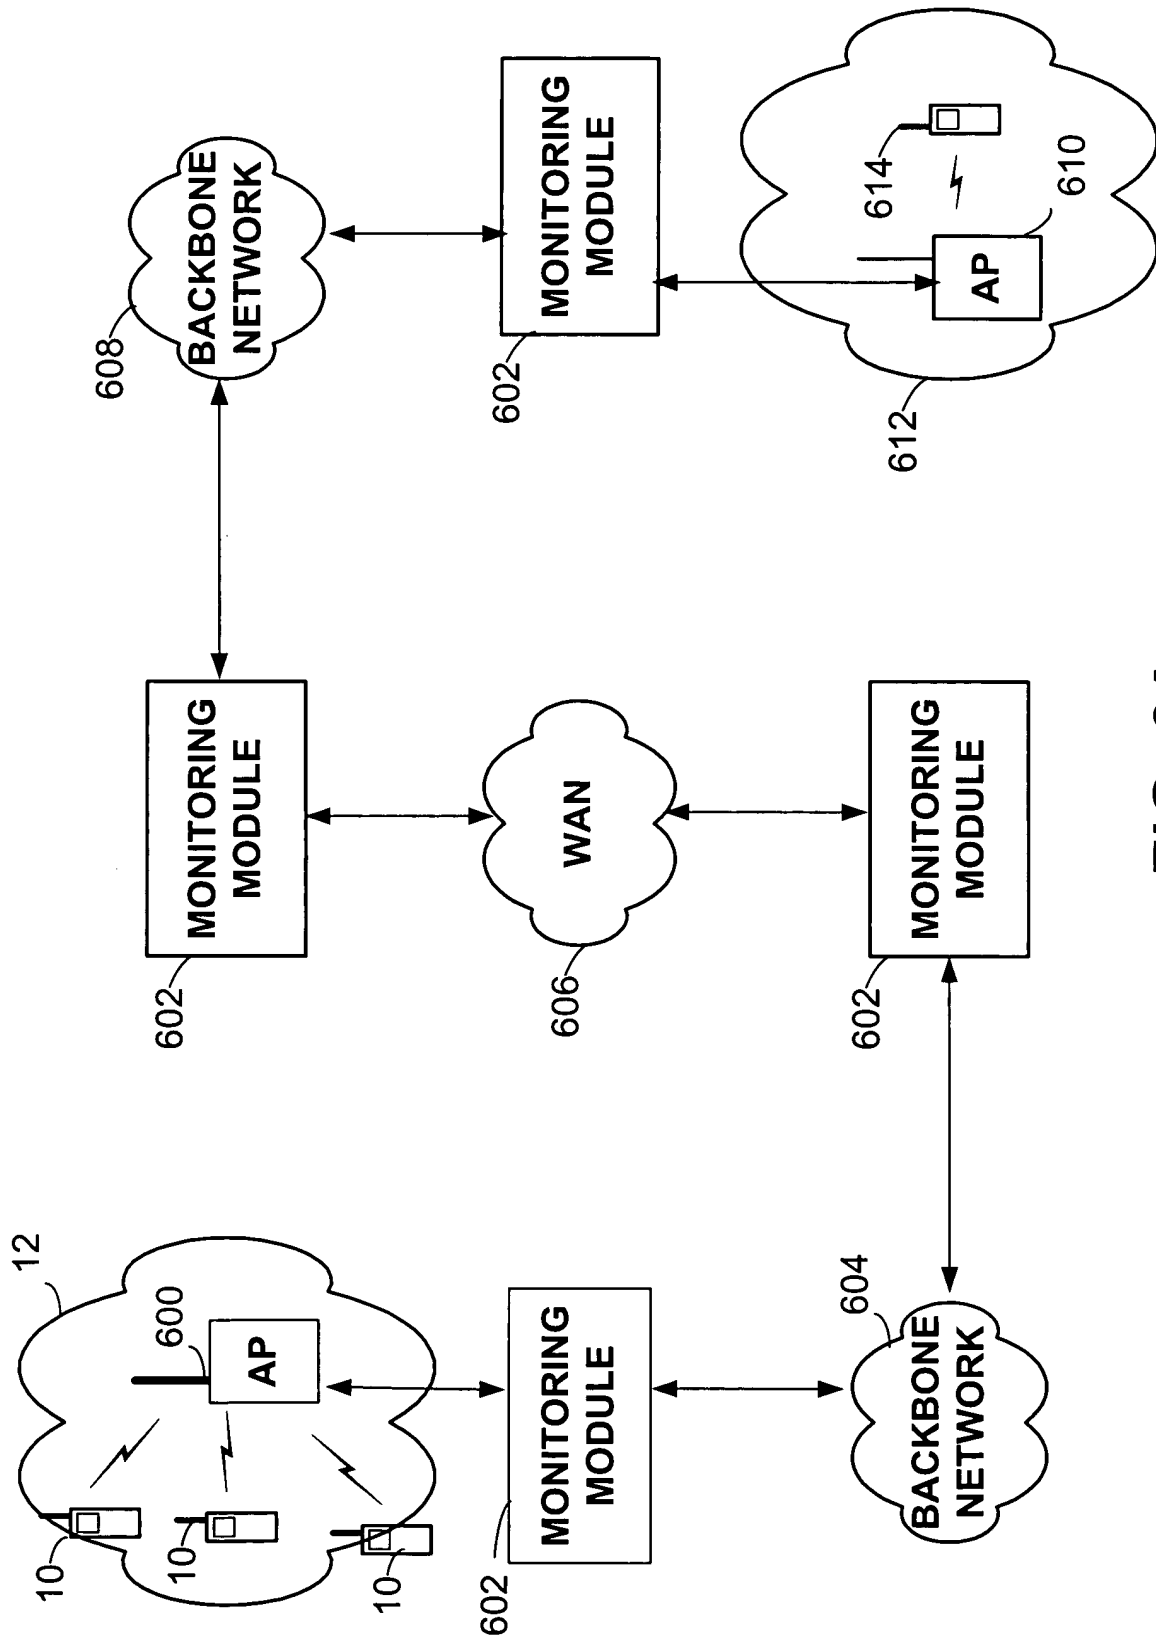 10
12
600
10
AP
10
602
MONITORING
MODULE
604
BACKBONE
NETWORK
602
MONITORING
MODULE
606
WAN
602
MONITORING
MODULE
608
BACKBONE
NETWORK
602
MONITORING
MODULE
612
614
AP
610